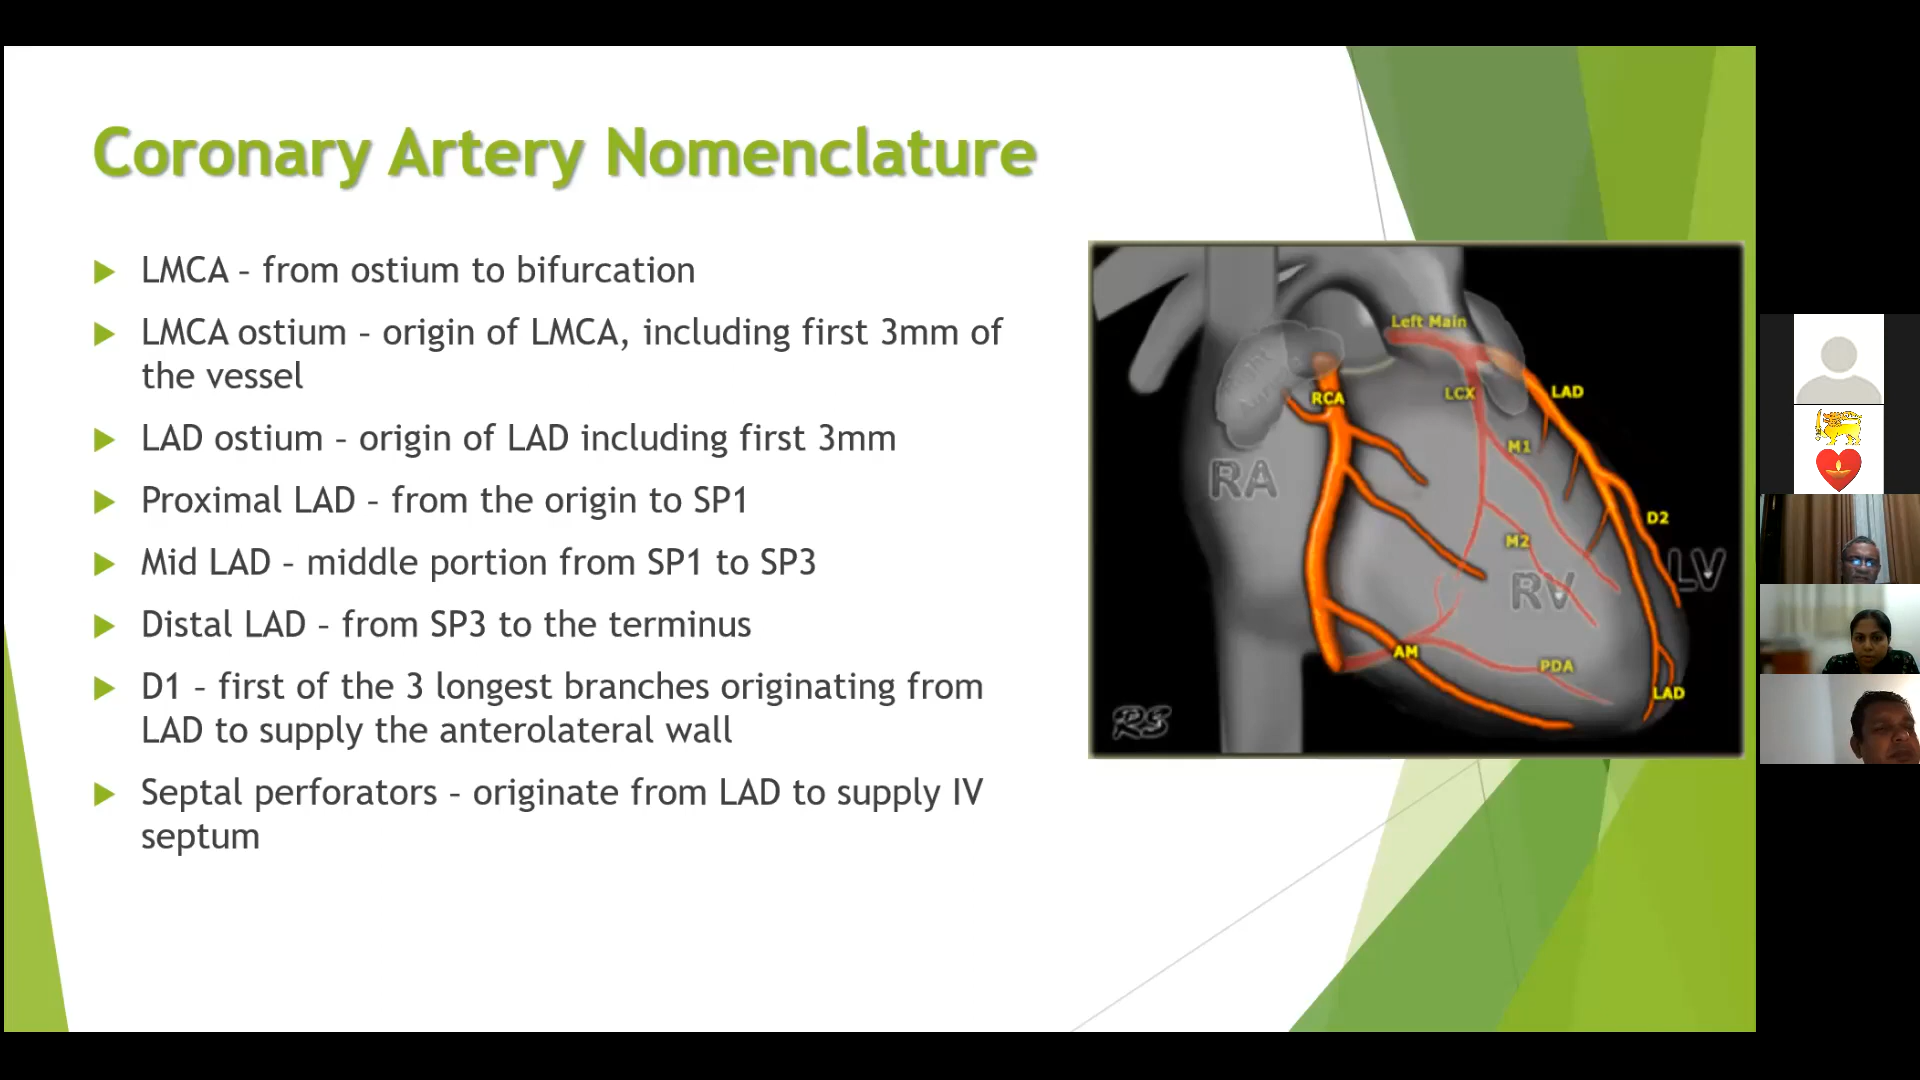 Coronary Artery Nomenclature
LMCA – from ostium to bifurcation
LMCA ostium – origin of LMCA, including first 3mm of
the vessel
LAD ostium – origin of LAD including first 3mm
Proximal LAD – from the origin to SP1
Mid LAD – middle portion from SP1 to SP3
Distal LAD – from SP3 to the terminus
D1 – first of the 3 longest branches originating from
LAD to supply the anterolateral wall
Septal perforators – originate from LAD to supply IV
septum
Left Main
RCA
LCX
LAD
M1
RA
D2
M2
RV
LV
AM
PDA
LAD
RS